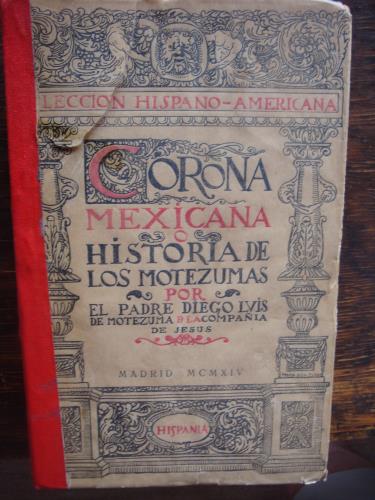 LECCION HISPANO-AMERICANA
CORONA
MEXICANA
O
HISTORIA DE
LOS MOTEZUMAS
POR
EL PADRE DIEGO LVIS
DE MOTEZUMA DE LA COMPAÑIA
DE JESUS
MADRID MCMXIV
HISPANIA